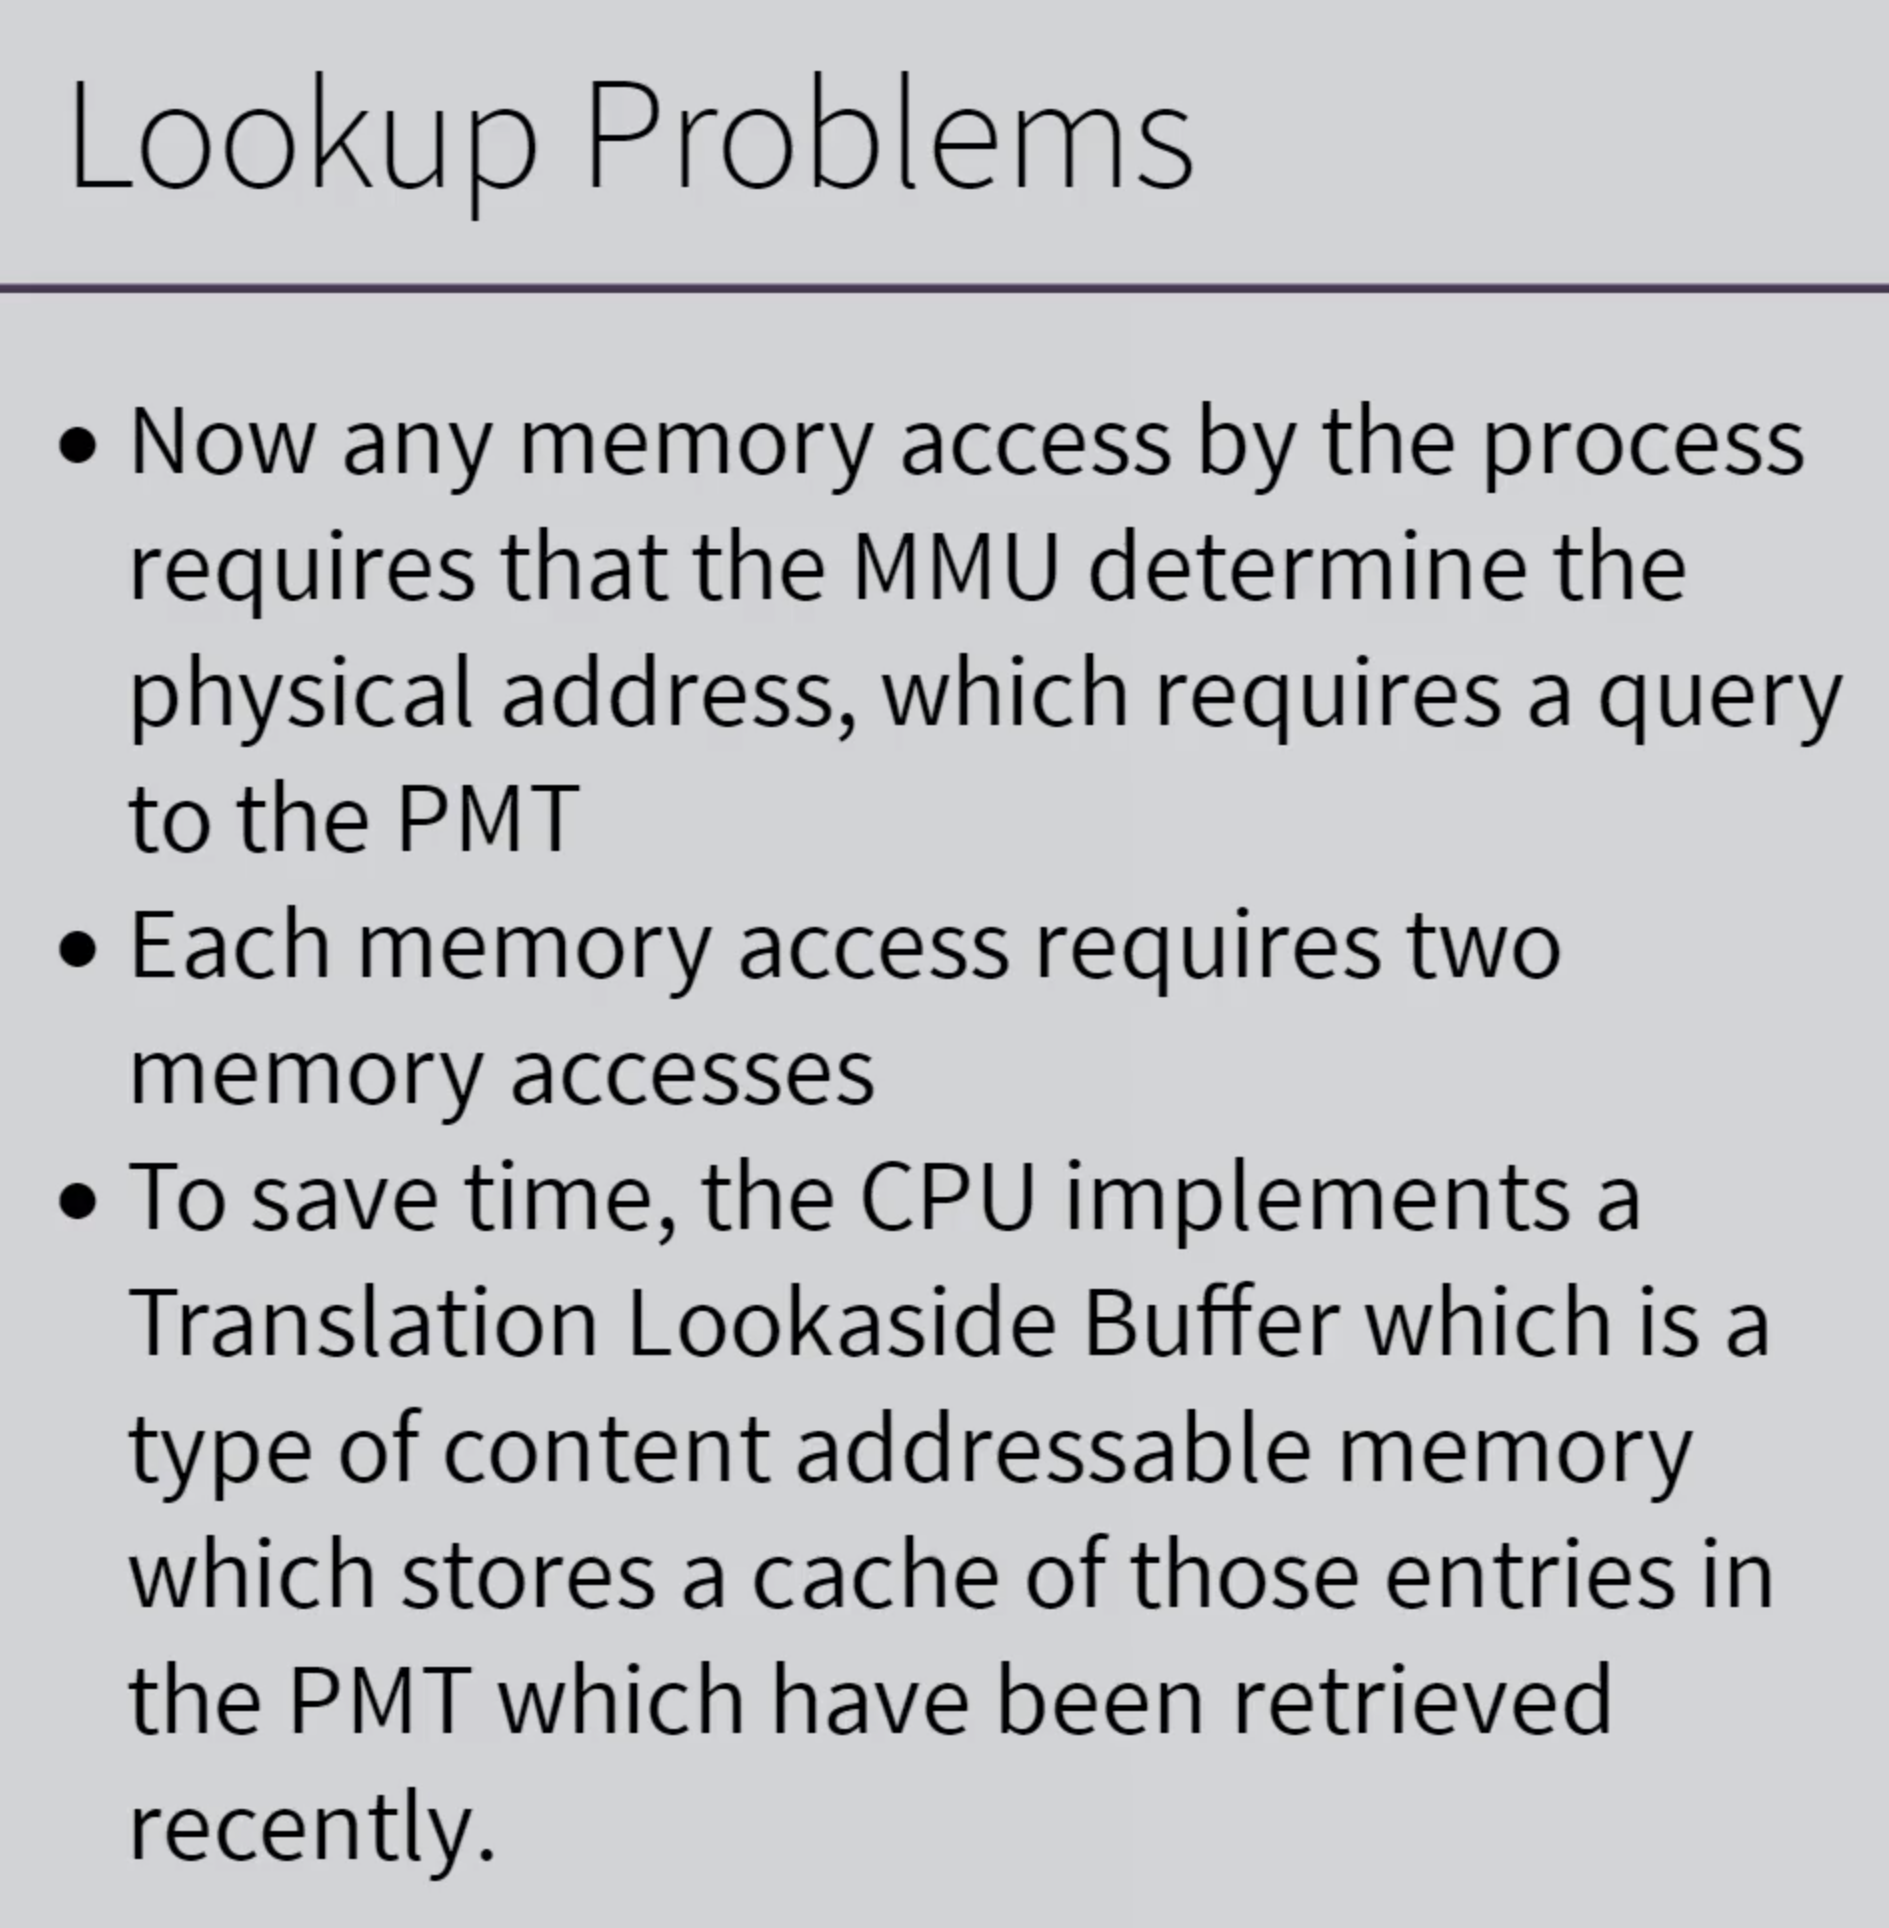 Lookup Problems
• Now any memory access by the process
requires that the MMU determine the
physical address, which requires a query
to the PMT
• Each memory access requires two
memory accesses
• To save time, the CPU implements a
Translation Lookaside Buffer which is a
type of content addressable memory
which stores a cache of those entries in
the PMT which have been retrieved
recently.